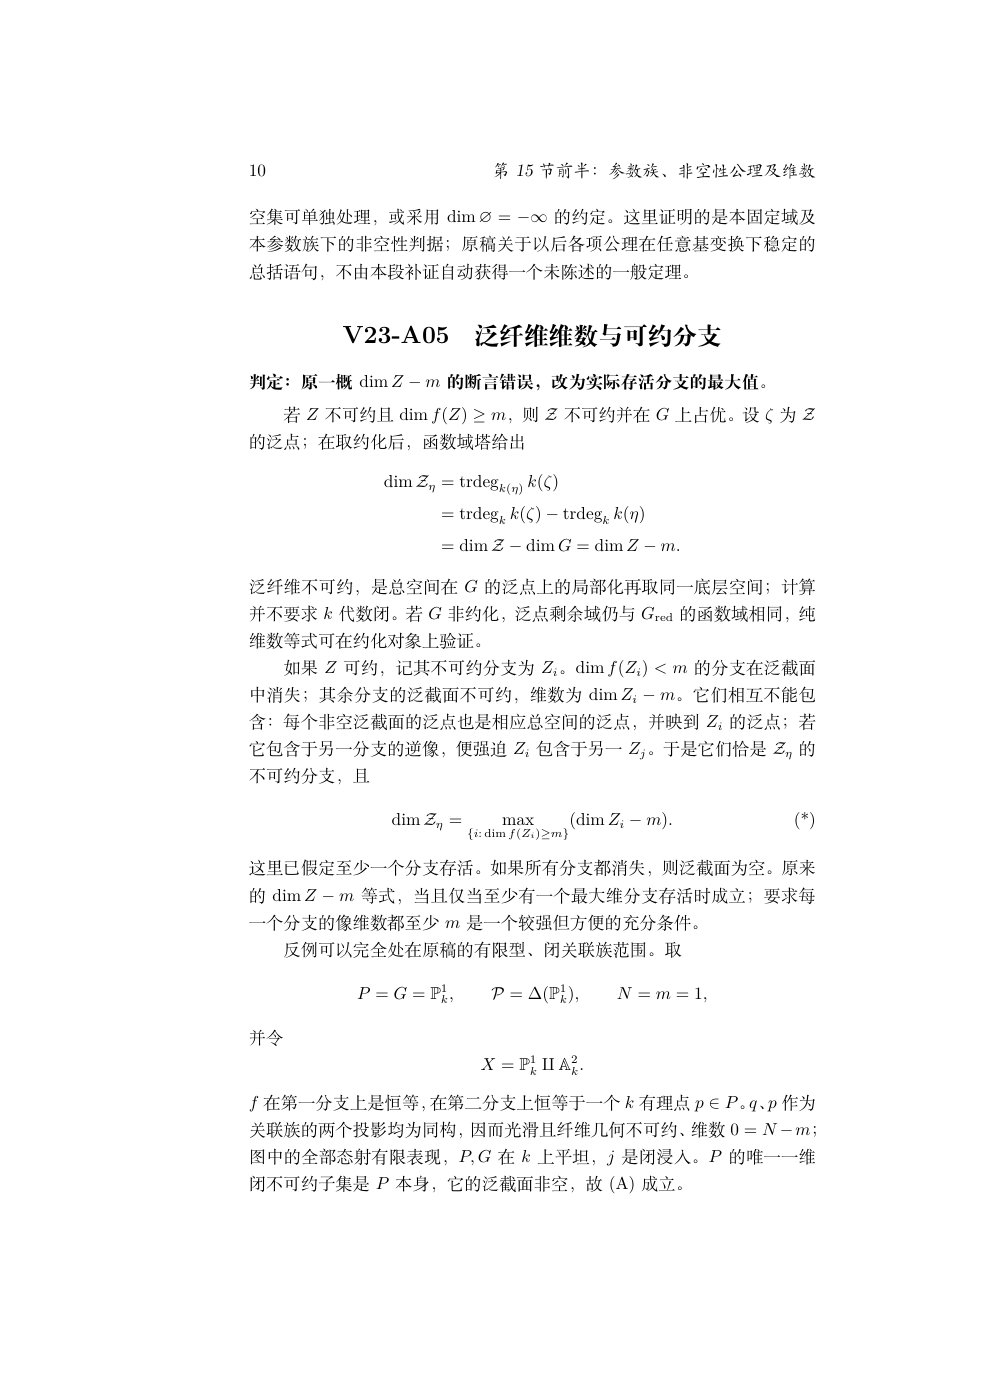 10 第 15 节前半：参数族、非空性公理及维数
空集可单独处理，或采用 dim ∅ = −∞ 的约定。这里证明的是本固定域及
本参数族下的非空性判据；原稿关于以后各项公理在任意基变换下稳定的
总括语句，不由本段补证自动获得一个未陈述的一般定理。
V23-A05 泛纤维维数与可约分支
判定：原一概 dim Z − m 的断言错误，改为实际存活分支的最大值。
若 Z 不可约且 dim f(Z) ≥ m，则 𝒵 不可约并在 G 上占优。设 ζ 为 𝒵
的泛点；在取约化后，函数域塔给出
dim 𝒵_η = trdeg_{k(η)} k(ζ)
= trdeg_k k(ζ) − trdeg_k k(η)
= dim 𝒵 − dim G = dim Z − m.
泛纤维不可约，是总空间在 G 的泛点上的局部化再取同一底层空间；计算
并不要求 k 代数闭。若 G 非约化，泛点剩余域仍与 G_red 的函数域相同，纯
维数等式可在约化对象上验证。
如果 Z 可约，记其不可约分支为 Z_i。dim f(Z_i) < m 的分支在泛截面
中消失；其余分支的泛截面不可约，维数为 dim Z_i − m。它们相互不能包
含：每个非空泛截面的泛点也是相应总空间的泛点，并映到 Z_i 的泛点；若
它包含于另一分支的逆像，便强迫 Z_i 包含于另一 Z_j。于是它们恰是 𝒵_η 的
不可约分支，且
dim 𝒵_η = max_{{i: dim f(Z_i)≥m}} (dim Z_i − m). (*)
这里已假定至少一个分支存活。如果所有分支都消失，则泛截面为空。原来
的 dim Z − m 等式，当且仅当至少有一个最大维分支存活时成立；要求每
一个分支的像维数都至少 m 是一个较强但方便的充分条件。
反例可以完全处在原稿的有限型、闭关联族范围。取
P = G = ℙ¹_k, 𝒫 = Δ(ℙ¹_k), N = m = 1,
并令
X = ℙ¹_k ⨿ 𝔸²_k.
f 在第一分支上是恒等，在第二分支上恒等于一个 k 有理点 p ∈ P。q、p 作为
关联族的两个投影均为同构，因而光滑且纤维几何不可约、维数 0 = N − m；
图中的全部态射有限表现，P, G 在 k 上平坦，j 是闭浸入。P 的唯一一维
闭不可约子集是 P 本身，它的泛截面非空，故 (A) 成立。